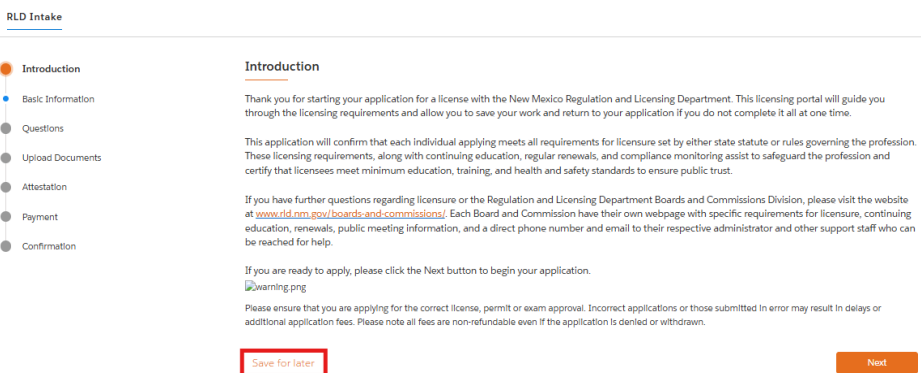 RLD Intake
Introduction
Basic Information
Questions
Upload Documents
Attestation
Payment
Confirmation
Introduction
Thank you for starting your application for a license with the New Mexico Regulation and Licensing Department. This licensing portal will guide you
through the licensing requirements and allow you to save your work and return to your application if you do not complete it all at one time.
This application will confirm that each individual applying meets all requirements for licensure set by either state statute or rules governing the profession.
These licensing requirements, along with continuing education, regular renewals, and compliance monitoring assist to safeguard the profession and
certify that licensees meet minimum education, training, and health and safety standards to ensure public trust.
If you have further questions regarding licensure or the Regulation and Licensing Department Boards and Commissions Division, please visit the website
at www.rld.nm.gov/boards-and-commissions/. Each Board and Commission have their own webpage with specific requirements for licensure, continuing
education, renewals, public meeting information, and a direct phone number and email to their respective administrator and other support staff who can
be reached for help.
If you are ready to apply, please click the Next button to begin your application.
warning.png
Please ensure that you are applying for the correct license, permit or exam approval. Incorrect applications or those submitted in error may result in delays or
additional application fees. Please note all fees are non-refundable even if the application is denied or withdrawn.
Save for later
Next